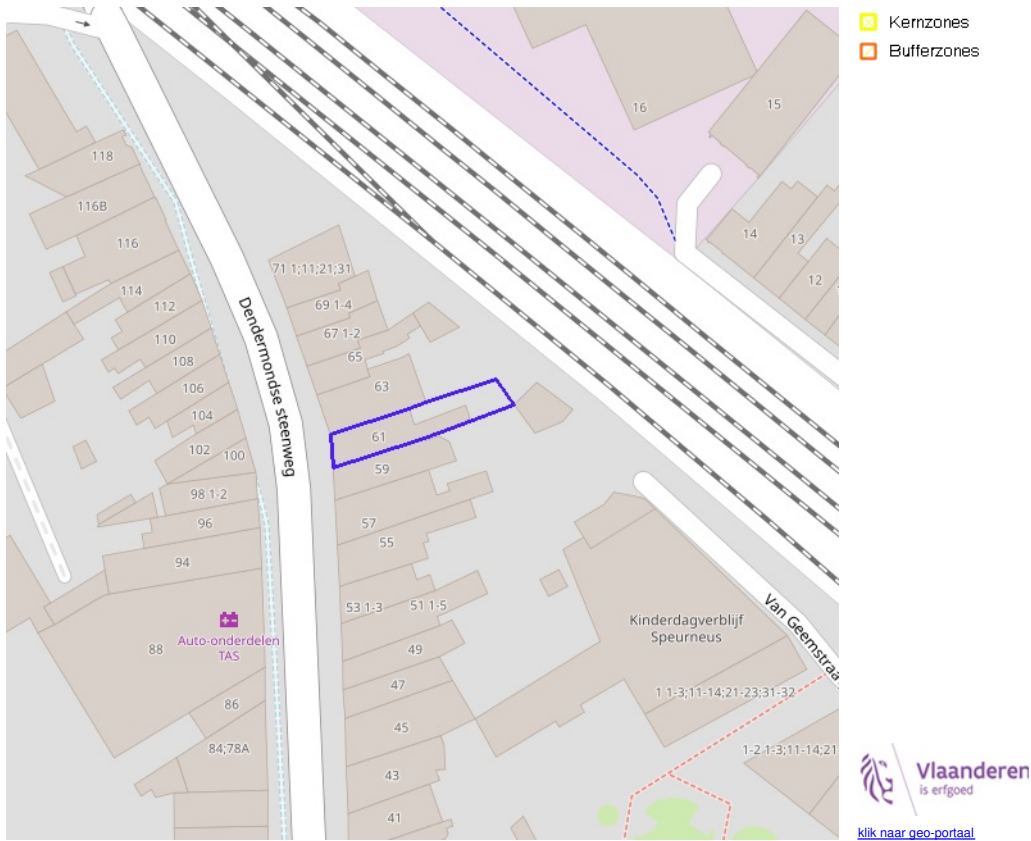 Kernzones
Bufferzones
16
15
118
116B
116
14
13
12
71 1;11;21;31
114
112
69 1-4
67 1-2
110
65
108
63
106
Dendermondse steenweg
104
61
102
100
59
98 1-2
57
96
55
94
53 1-3
51 1-5
Auto-onderdelen
TAS
88
Kinderdagverblijf
Speurneus
Van Geemstraa
49
47
1 1-3;11-14;21-23;31-32
86
45
84;78A
1-2 1-3;11-14;21
43
41
Vlaanderen
is erfgoed
klik naar geo-portaal